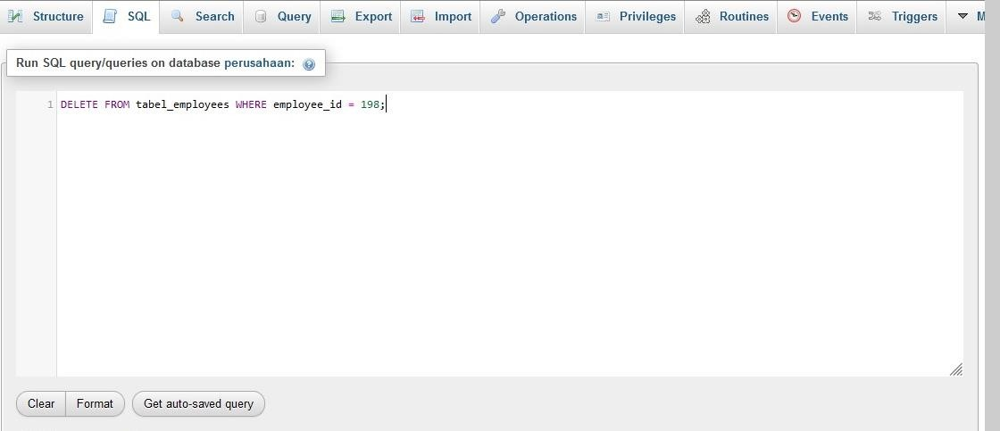 Structure SQL Search Query Export Import Operations Privileges Routines Events Triggers
Run SQL query/queries on database perusahaan:
1 DELETE FROM tabel_employees WHERE employee_id = 198;
Clear Format Get auto-saved query